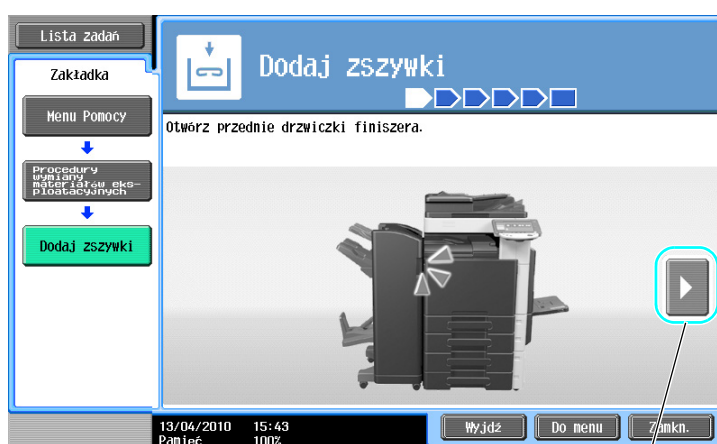 Lista zadań
Zakładka
Menu Pomocy
Procedury
wymiany
materiałów eks-
ploatacyjnych
Dodaj zszywki
Dodaj zszywki
Otwórz przednie drzwiczki finiszera.
13/04/2010 15:43
Pamięć 100%
Wyjdź
Do menu
Zamkn.